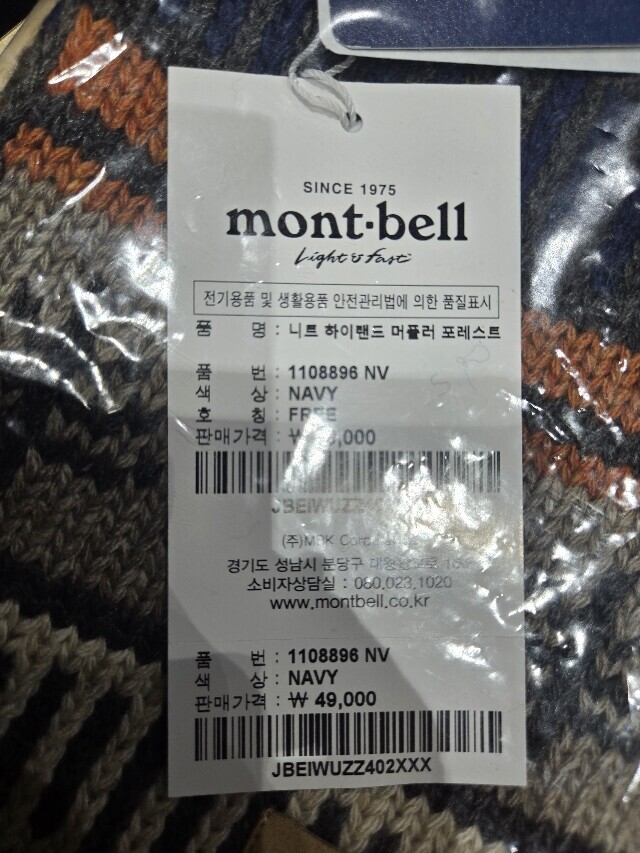 SINCE 1975
mont-bell
Light & Fast
전기용품 및 생활용품 안전관리법에 의한 품질표시
품 명 : 니트 하이랜드 머플러 포레스트
품 번 : 1108896 NV
색 상 : NAVY
호 칭 : FREE
판매가격 : ₩ ,000
(주)MBK
경기도 성남시 분당구
소비자상담실 : 080.023.1020
www.montbell.co.kr
품 번 : 1108896 NV
색 상 : NAVY
판매가격 : ₩ 49,000
JBEIWUZZ402XXX